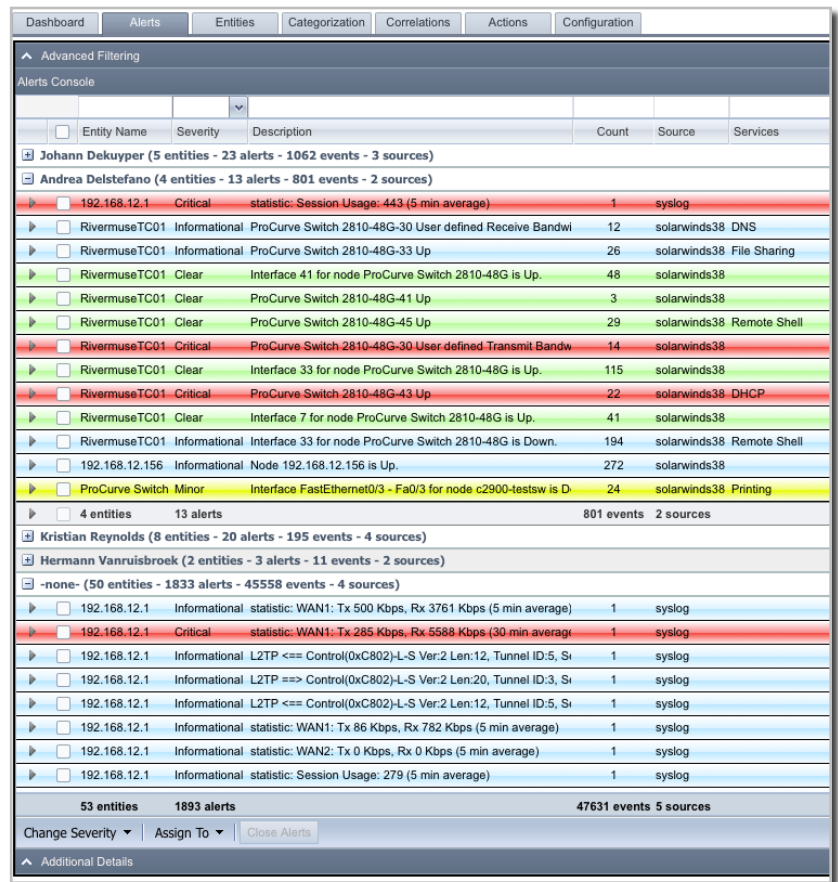 Dashboard Alerts Entities Categorization Correlations Actions Configuration
Advanced Filtering
Alerts Console
Entity Name Severity Description Count Source Services
Johann Dekuyper (5 entities - 23 alerts - 1062 events - 3 sources)
Andrea Delstefano (4 entities - 13 alerts - 801 events - 2 sources)
192.168.12.1 Critical statistic: Session Usage: 443 (5 min average) 1 syslog
RivermuseTC01 Informational ProCurve Switch 2810-48G-30 User defined Receive Bandwi 12 solarwinds38 DNS
RivermuseTC01 Informational ProCurve Switch 2810-48G-33 Up 26 solarwinds38 File Sharing
RivermuseTC01 Clear Interface 41 for node ProCurve Switch 2810-48G is Up. 48 solarwinds38
RivermuseTC01 Clear ProCurve Switch 2810-48G-41 Up 3 solarwinds38
RivermuseTC01 Clear ProCurve Switch 2810-48G-45 Up 29 solarwinds38 Remote Shell
RivermuseTC01 Critical ProCurve Switch 2810-48G-30 User defined Transmit Bandw 14 solarwinds38
RivermuseTC01 Clear Interface 33 for node ProCurve Switch 2810-48G is Up. 115 solarwinds38
RivermuseTC01 Critical ProCurve Switch 2810-48G-43 Up 22 solarwinds38 DHCP
RivermuseTC01 Clear Interface 7 for node ProCurve Switch 2810-48G is Up. 41 solarwinds38
RivermuseTC01 Informational Interface 33 for node ProCurve Switch 2810-48G is Down. 194 solarwinds38 Remote Shell
192.168.12.156 Informational Node 192.168.12.156 is Up. 272 solarwinds38
ProCurve Switch Minor Interface FastEthernet0/3 - Fa0/3 for node c2900-testsw is D 24 solarwinds38 Printing
4 entities 13 alerts 801 events 2 sources
Kristian Reynolds (8 entities - 20 alerts - 195 events - 4 sources)
Hermann Vanruisbroek (2 entities - 3 alerts - 11 events - 2 sources)
-none- (50 entities - 1833 alerts - 45558 events - 4 sources)
192.168.12.1 Informational statistic: WAN1: Tx 500 Kbps, Rx 3761 Kbps (5 min average) 1 syslog
192.168.12.1 Critical statistic: WAN1: Tx 285 Kbps, Rx 5588 Kbps (30 min average 1 syslog
192.168.12.1 Informational L2TP <== Control(0xC802)-L-S Ver:2 Len:12, Tunnel ID:5, Se 1 syslog
192.168.12.1 Informational L2TP ==> Control(0xC802)-L-S Ver:2 Len:20, Tunnel ID:3, Se 1 syslog
192.168.12.1 Informational L2TP <== Control(0xC802)-L-S Ver:2 Len:12, Tunnel ID:5, Se 1 syslog
192.168.12.1 Informational statistic: WAN1: Tx 86 Kbps, Rx 782 Kbps (5 min average) 1 syslog
192.168.12.1 Informational statistic: WAN2: Tx 0 Kbps, Rx 0 Kbps (5 min average) 1 syslog
192.168.12.1 Informational statistic: Session Usage: 279 (5 min average) 1 syslog
53 entities 1893 alerts 47631 events 5 sources
Change Severity Assign To Close Alerts
Additional Details